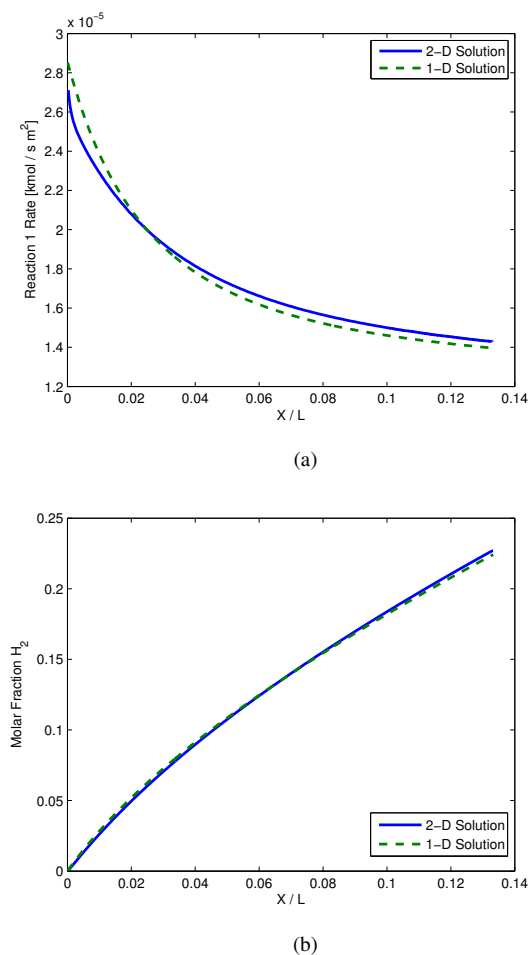 x 10⁻⁵
3
2.8
2.6
2.4
2.2
2
1.8
1.6
1.4
1.2
Reaction 1 Rate [kmol / s m²]
2−D Solution
1−D Solution
0 0.02 0.04 0.06 0.08 0.1 0.12 0.14
X / L
(a)
0.25
0.2
0.15
0.1
0.05
0
Molar Fraction H₂
2−D Solution
1−D Solution
0 0.02 0.04 0.06 0.08 0.1 0.12 0.14
X / L
(b)